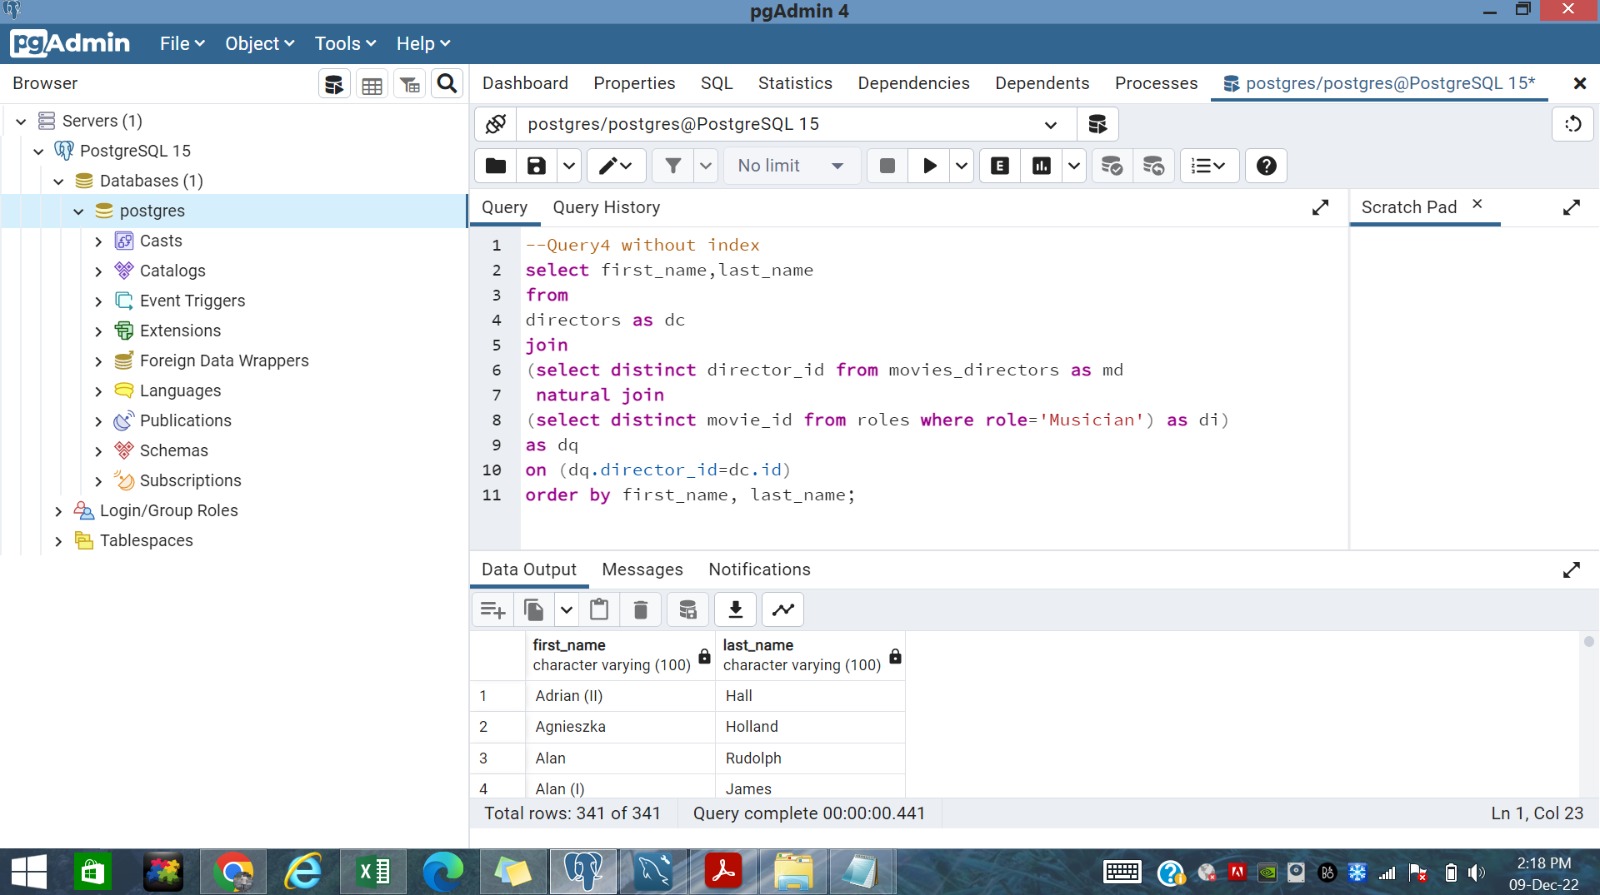 pgAdmin 4
pgAdmin File Object Tools Help
Browser
Dashboard Properties SQL Statistics Dependencies Dependents Processes postgres/postgres@PostgreSQL 15*
Servers (1)
PostgreSQL 15
Databases (1)
postgres
Casts
Catalogs
Event Triggers
Extensions
Foreign Data Wrappers
Languages
Publications
Schemas
Subscriptions
Login/Group Roles
Tablespaces
postgres/postgres@PostgreSQL 15
No limit
E
Query Query History
Scratch Pad
1 --Query4 without index
2 select first_name,last_name
3 from
4 directors as dc
5 join
6 (select distinct director_id from movies_directors as md
7 natural join
8 (select distinct movie_id from roles where role='Musician') as di)
9 as dq
10 on (dq.director_id=dc.id)
11 order by first_name, last_name;
Data Output Messages Notifications
first_name last_name
character varying (100) character varying (100)
1 Adrian (II) Hall
2 Agnieszka Holland
3 Alan Rudolph
4 Alan (I) James
Total rows: 341 of 341 Query complete 00:00:00.441 Ln 1, Col 23
2:18 PM
09-Dec-22